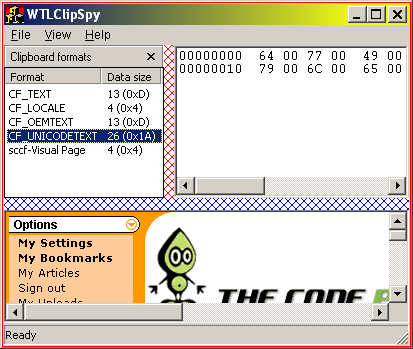 WTLClipSpy
File View Help
Clipboard formats
Format Data size
CF_TEXT 13 (0xD)
CF_LOCALE 4 (0x4)
CF_OEMTEXT 13 (0xD)
CF_UNICODETEXT 26 (0x1A)
sccf-Visual Page 4 (0x4)
00000000 64 00 77 00 49 00
00000010 79 00 6C 00 65 00
Options
My Settings
My Bookmarks
My Articles
Sign out
My Uploads
THE CODE P
Ready